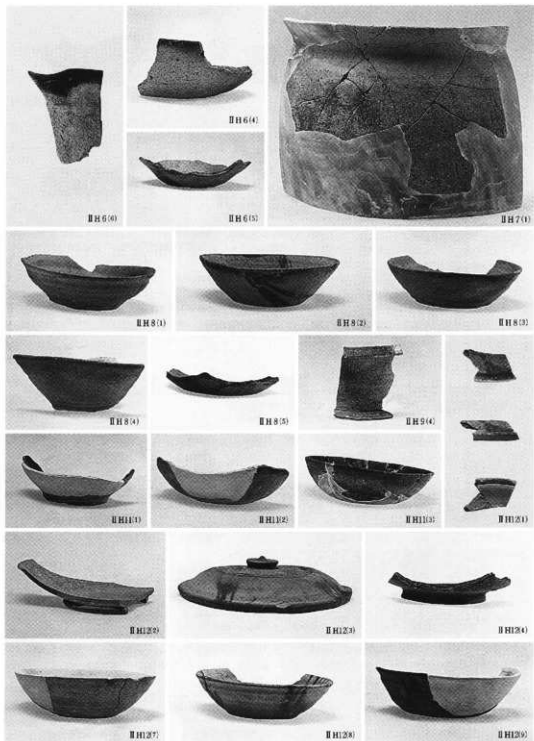 ⅡH6(6)
ⅡH6(4)
ⅡH6(5)
ⅡH7(1)
ⅡH8(1)
ⅡH8(2)
ⅡH8(3)
ⅡH8(4)
ⅡH8(5)
ⅡH9(4)
ⅡH11(1)
ⅡH11(2)
ⅡH11(3)
ⅡH12(1)
ⅡH12(2)
ⅡH12(3)
ⅡH12(4)
ⅡH12(7)
ⅡH12(8)
ⅡH12(9)